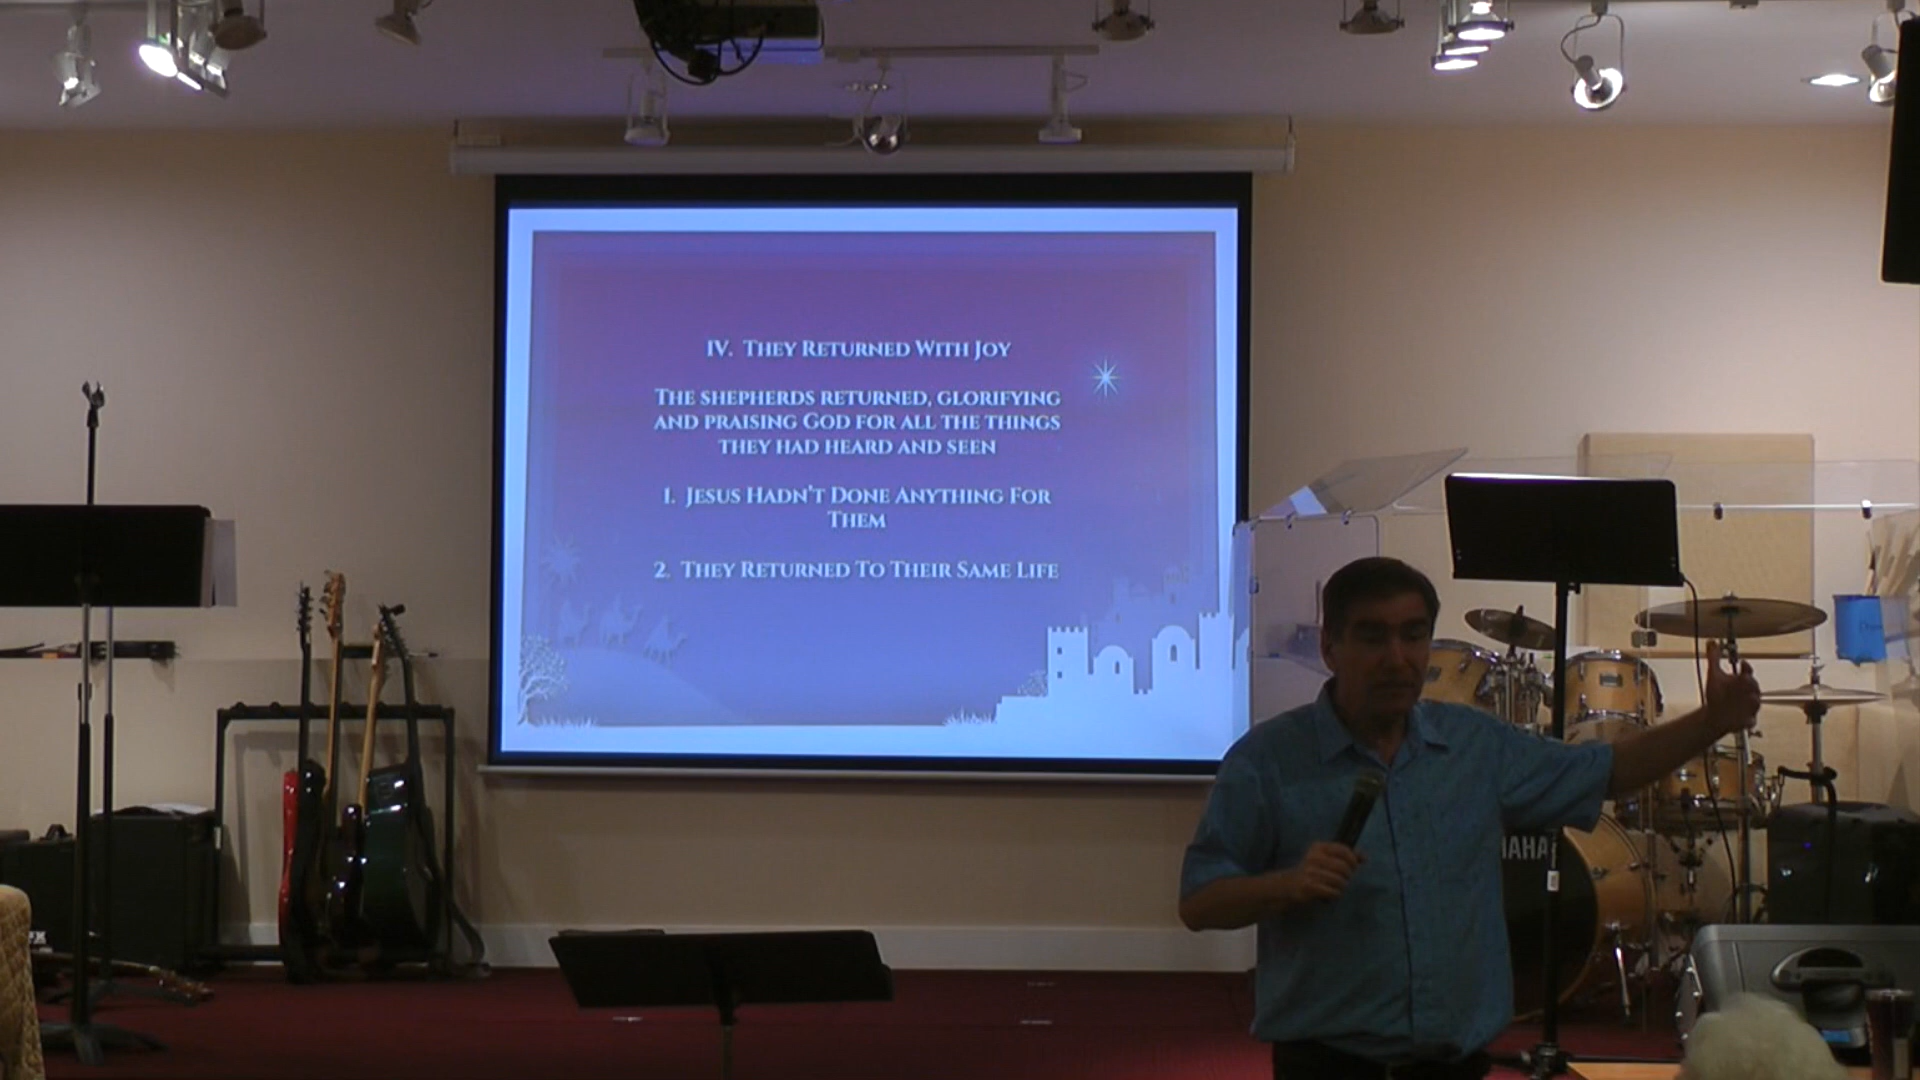 IV. They Returned With Joy
The shepherds returned, glorifying
and praising God for all the things
they had heard and seen
1. Jesus Hadn't Done Anything For
Them
2. They Returned To Their Same Life
MAHA